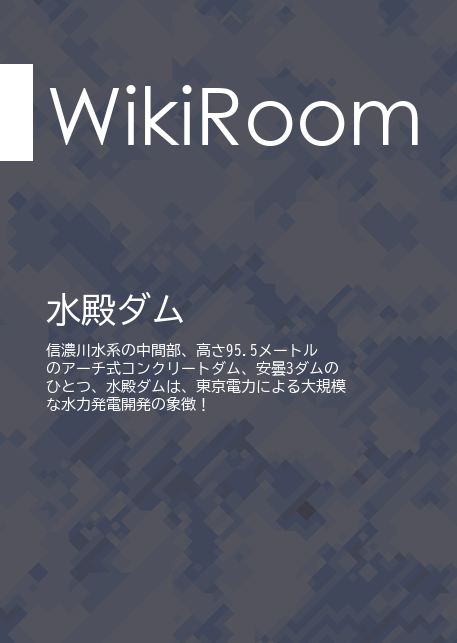 WikiRoom
水殿ダム
信濃川水系の中間部、高さ95.5メートル
のアーチ式コンクリートダム、安曇3ダムの
ひとつ、水殿ダムは、東京電力による大規模
な水力発電開発の象徴！